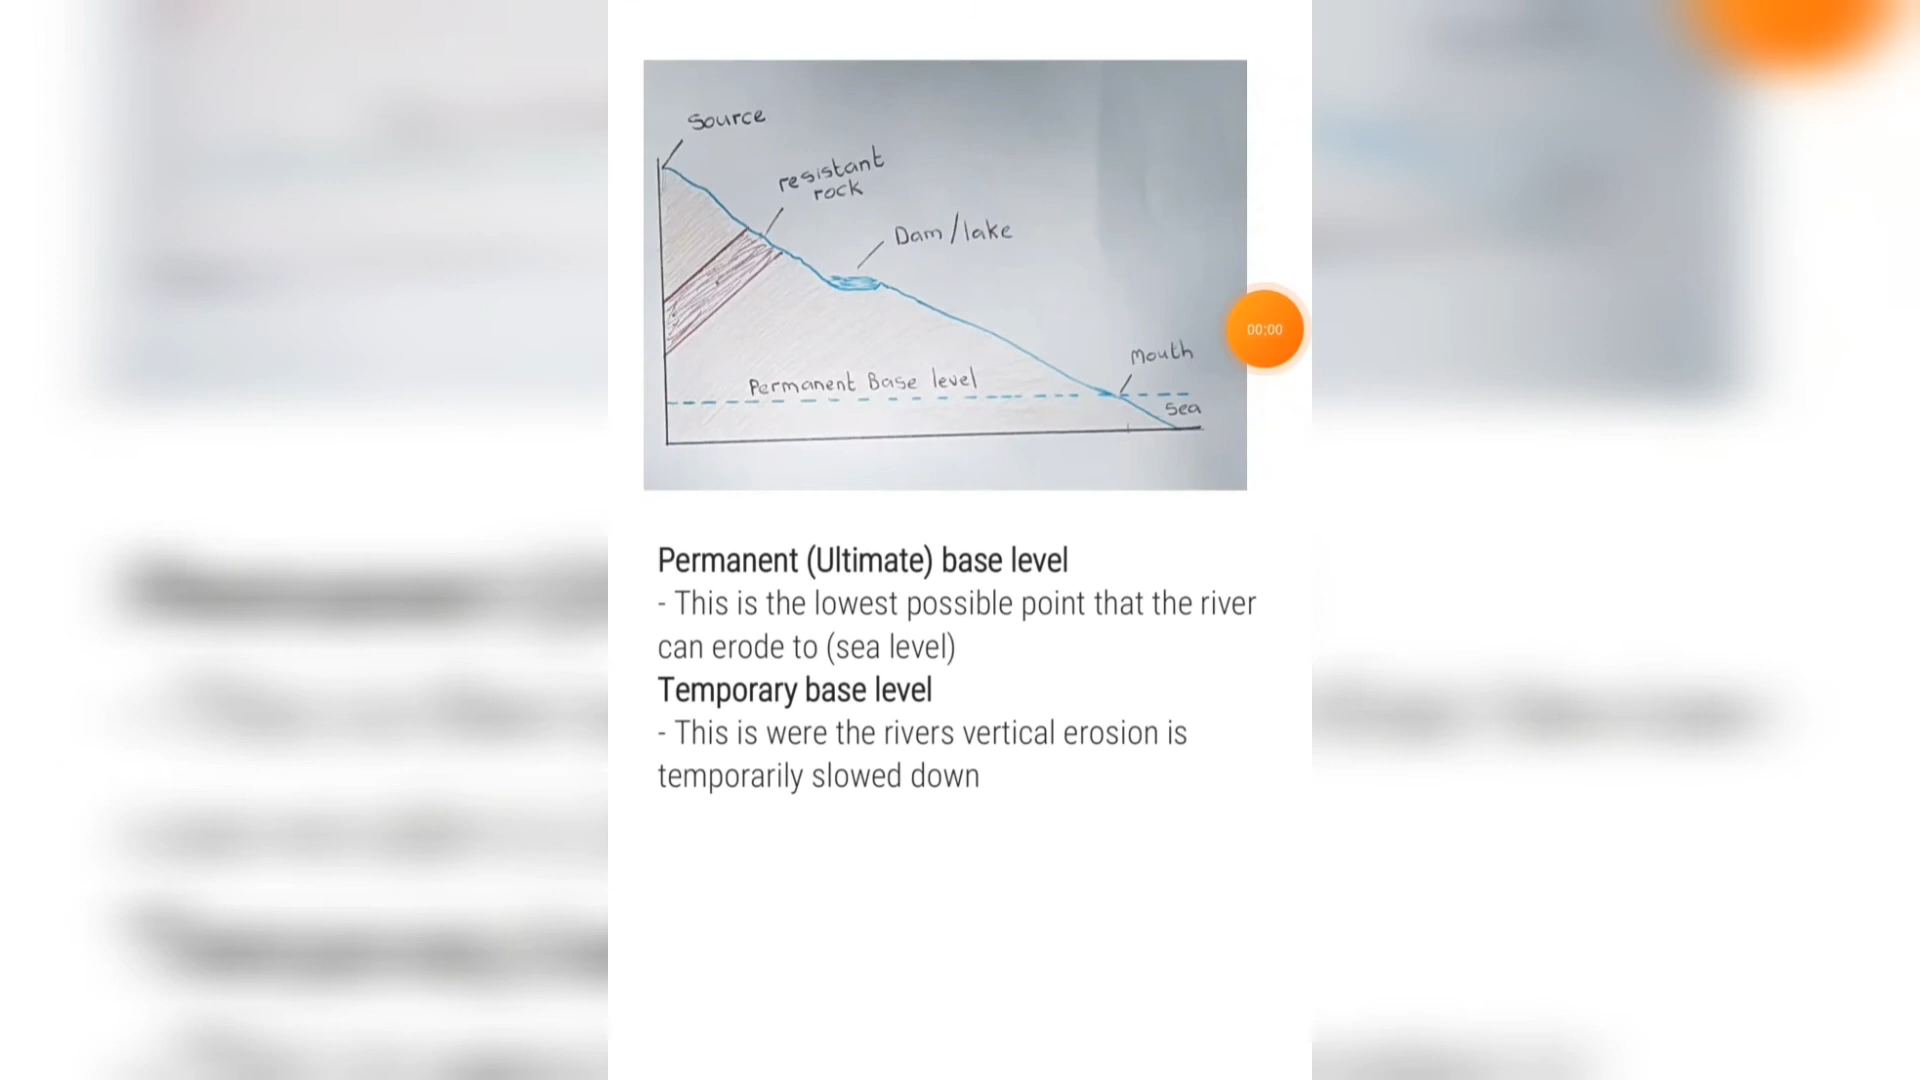 Source
resistant
rock
Dam/lake
00:00
Mouth
Permanent Base level
Sea
Permanent (Ultimate) base level
- This is the lowest possible point that the river
can erode to (sea level)
Temporary base level
- This is were the rivers vertical erosion is
temporarily slowed down